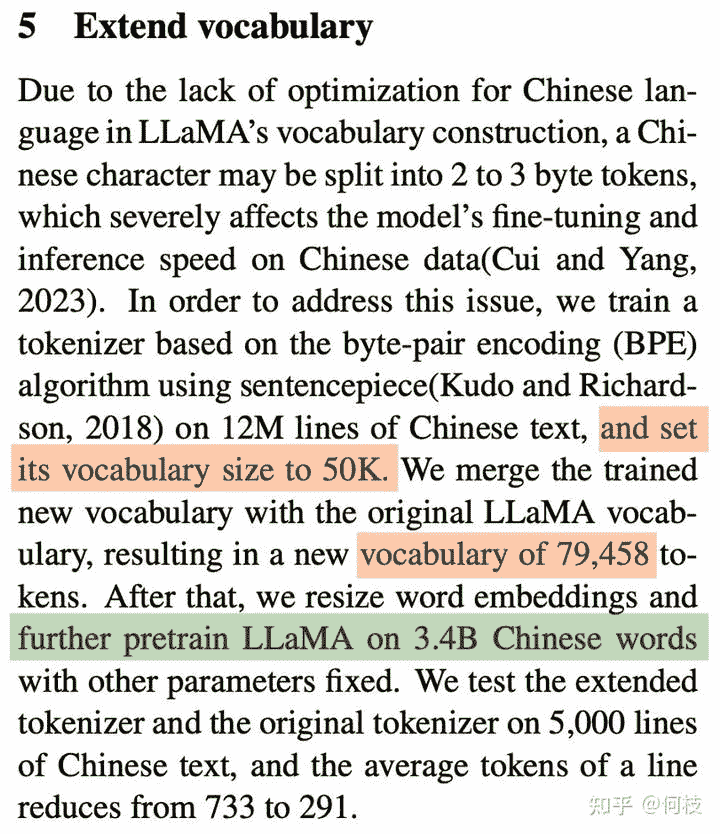 5 Extend vocabulary
Due to the lack of optimization for Chinese lan-
guage in LLaMA's vocabulary construction, a Chi-
nese character may be split into 2 to 3 byte tokens,
which severely affects the model's fine-tuning and
inference speed on Chinese data(Cui and Yang,
2023). In order to address this issue, we train a
tokenizer based on the byte-pair encoding (BPE)
algorithm using sentencepiece(Kudo and Richard-
son, 2018) on 12M lines of Chinese text, and set
its vocabulary size to 50K. We merge the trained
new vocabulary with the original LLaMA vocab-
ulary, resulting in a new vocabulary of 79,458 to-
kens. After that, we resize word embeddings and
further pretrain LLaMA on 3.4B Chinese words
with other parameters fixed. We test the extended
tokenizer and the original tokenizer on 5,000 lines
of Chinese text, and the average tokens of a line
reduces from 733 to 291.
知乎 @何枝